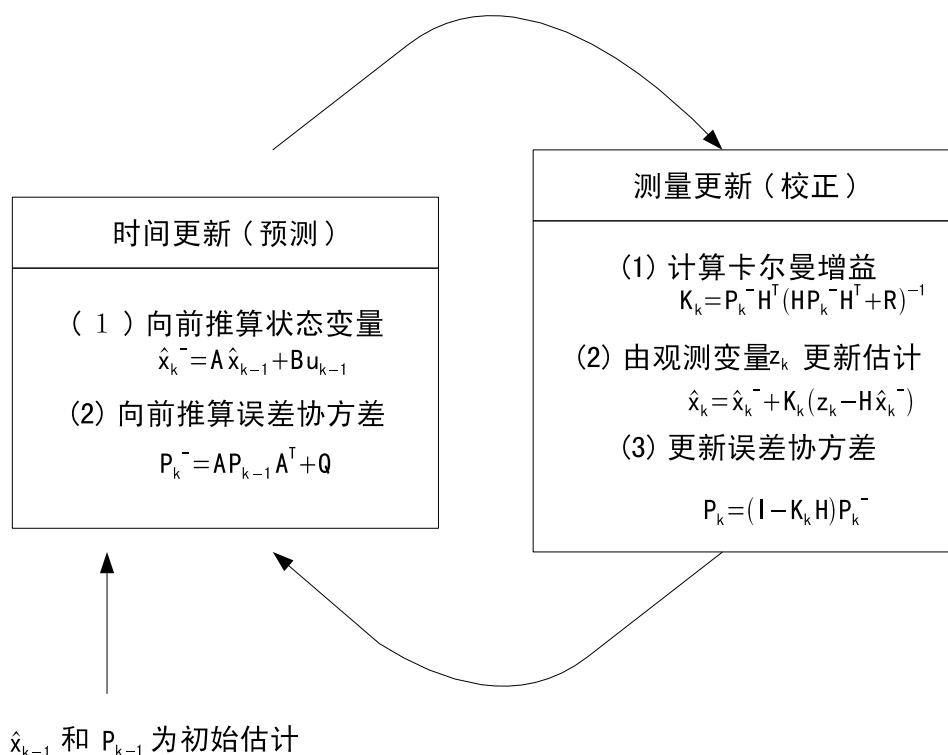 时间更新（预测）
（1）向前推算状态变量
x̂ₖ⁻=Ax̂ₖ₋₁+Buₖ₋₁
(2) 向前推算误差协方差
Pₖ⁻=APₖ₋₁Aᵀ+Q
测量更新（校正）
(1) 计算卡尔曼增益
Kₖ=Pₖ⁻Hᵀ(HPₖ⁻Hᵀ+R)⁻¹
(2) 由观测变量zₖ 更新估计
x̂ₖ=x̂ₖ⁻+Kₖ(zₖ−Hx̂ₖ⁻)
(3) 更新误差协方差
Pₖ=(I−KₖH)Pₖ⁻
x̂ₖ₋₁ 和 Pₖ₋₁ 为初始估计